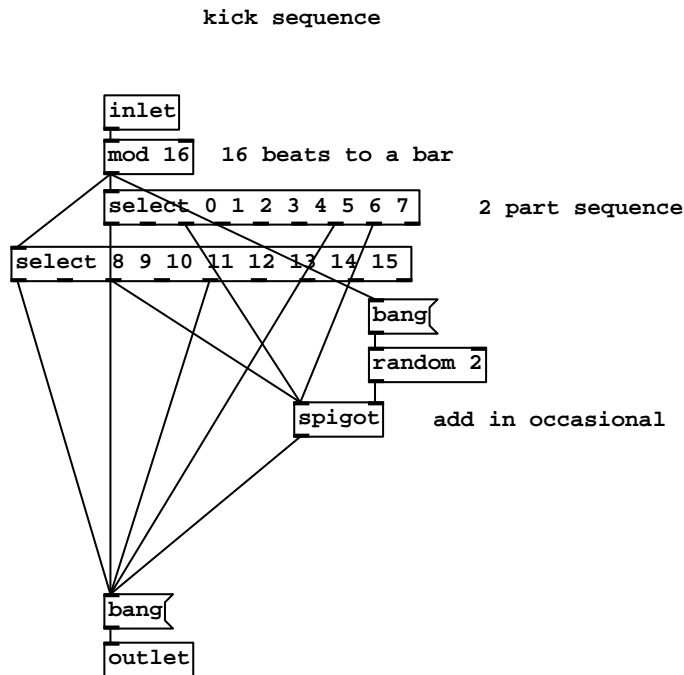 kick sequence
inlet
mod 16 16 beats to a bar
select 0 1 2 3 4 5 6 7 2 part sequence
select 8 9 10 11 12 13 14 15
bang
random 2
spigot add in occasional
bang
outlet